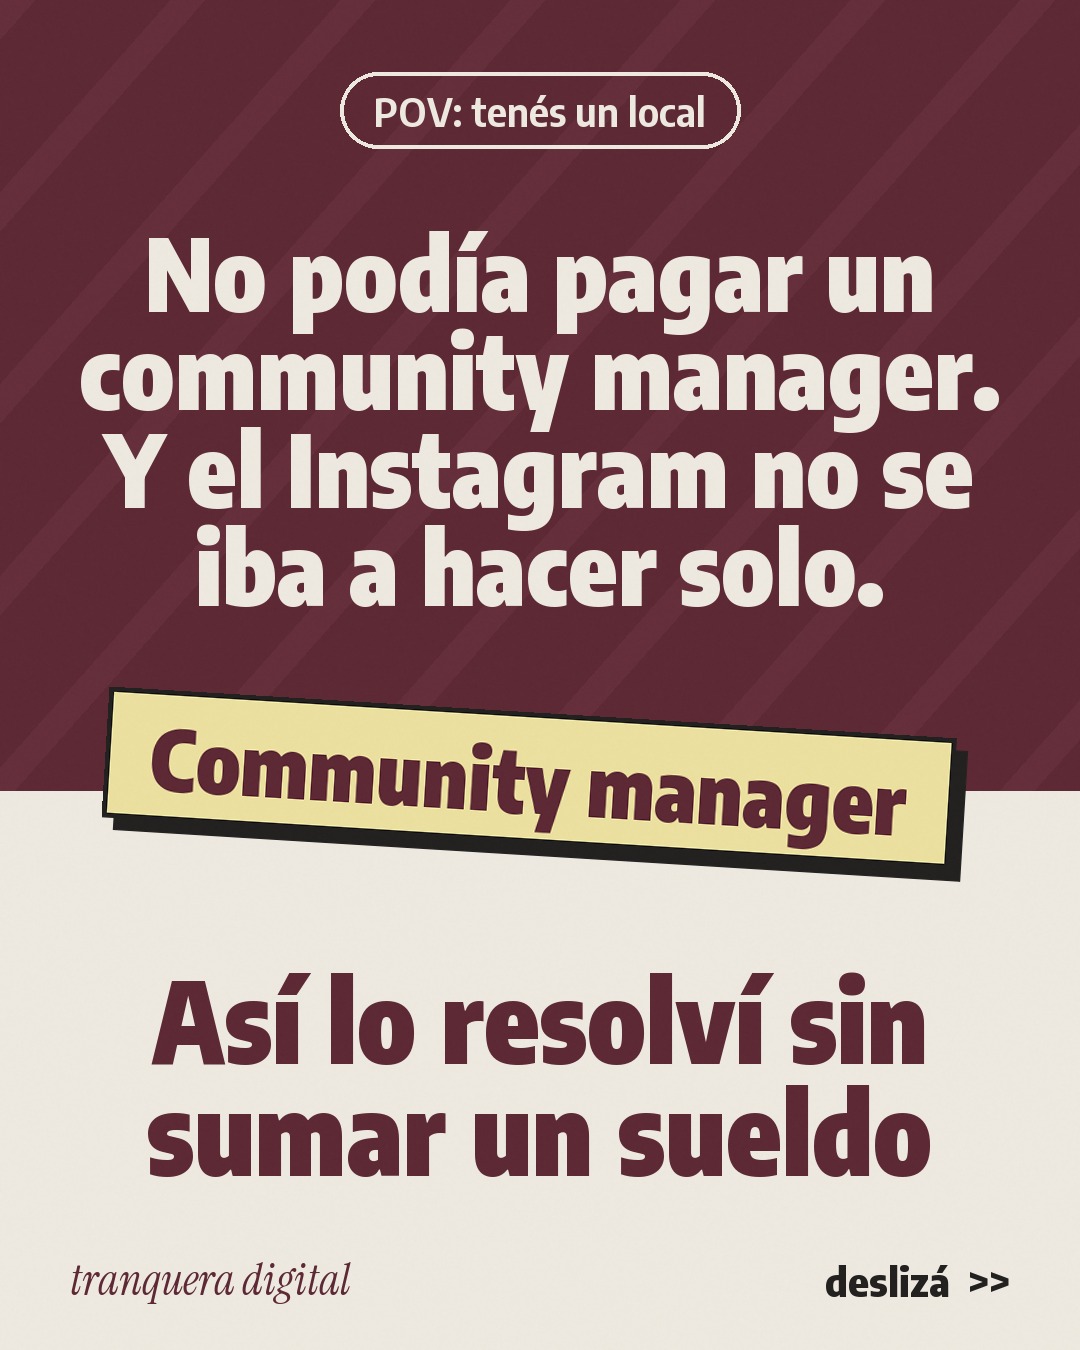 POV: tenés un local
No podía pagar un
community manager.
Y el Instagram no se
iba a hacer solo.
Community manager
Así lo resolví sin
sumar un sueldo
tranquera digital
deslizá >>